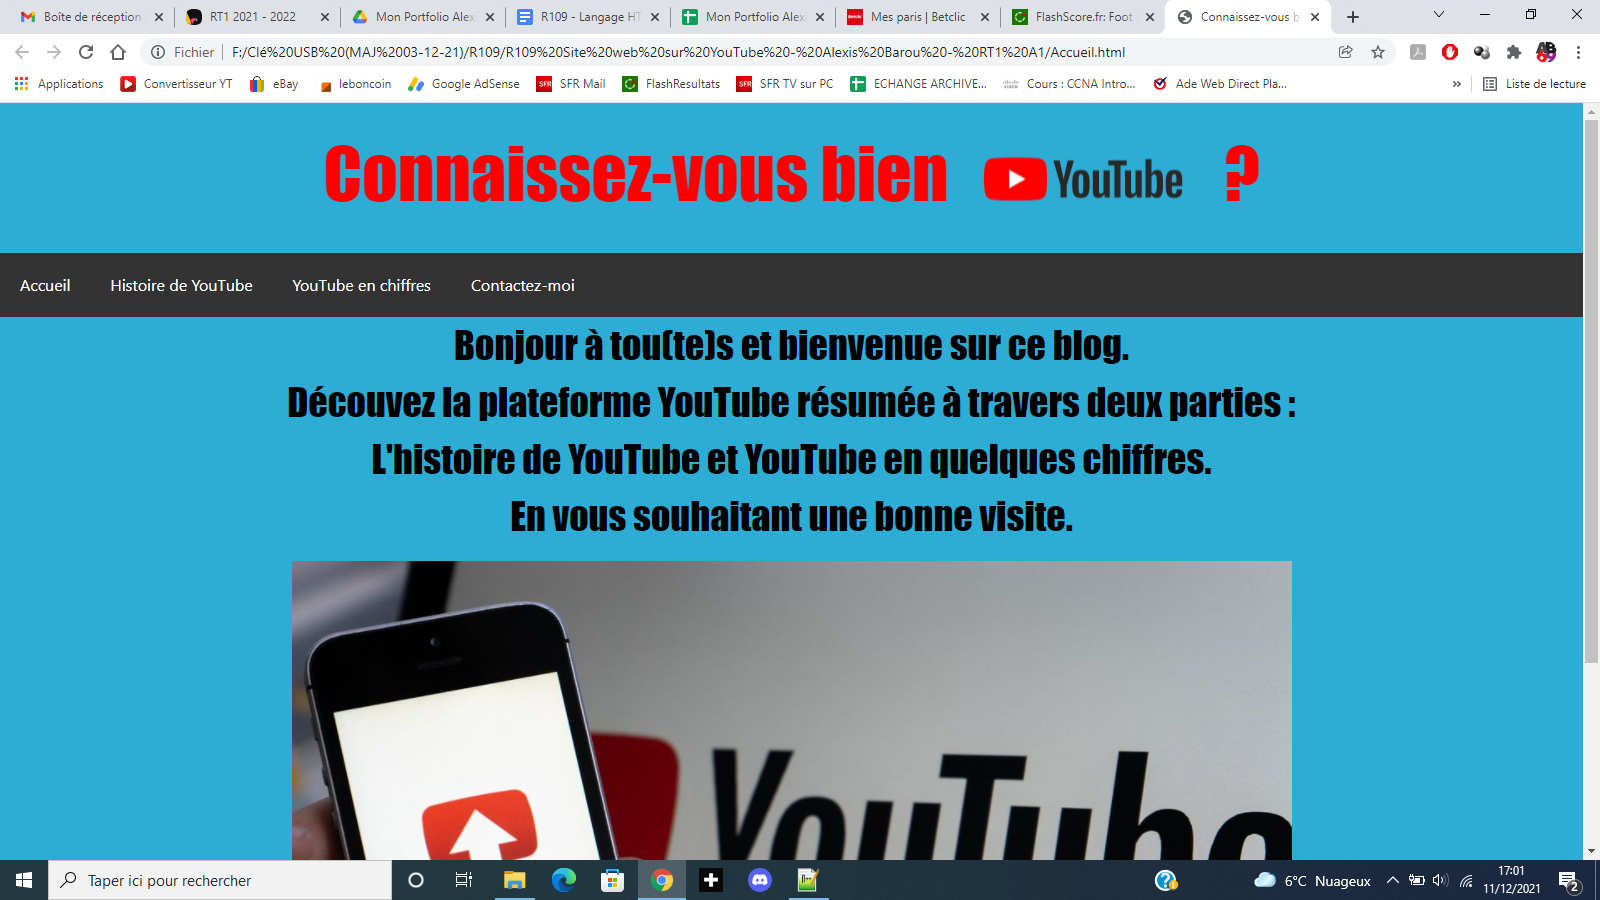 Boîte de réception
RT1 2021 - 2022
Mon Portfolio Alex
R109 - Langage HT
Mon Portfolio Alex
Mes paris | Betclic
FlashScore.fr: Foot
Connaissez-vous b
Fichier
F:/Clé%20USB%20(MAJ%2003-12-21)/R109/R109%20Site%20web%20sur%20YouTube%20-%20Alexis%20Barou%20-%20RT1%20A1/Accueil.html
Applications
Convertisseur YT
eBay
leboncoin
Google AdSense
SFR Mail
FlashResultats
SFR TV sur PC
ECHANGE ARCHIVE...
Cours : CCNA Intro...
Ade Web Direct Pla...
»
Liste de lecture
Connaissez-vous bien YouTube ?
Accueil
Histoire de YouTube
YouTube en chiffres
Contactez-moi
Bonjour à tou(te)s et bienvenue sur ce blog.
Découvez la plateforme YouTube résumée à travers deux parties :
L'histoire de YouTube et YouTube en quelques chiffres.
En vous souhaitant une bonne visite.
YouTube
Taper ici pour rechercher
6°C Nuageux
17:01
11/12/2021
2